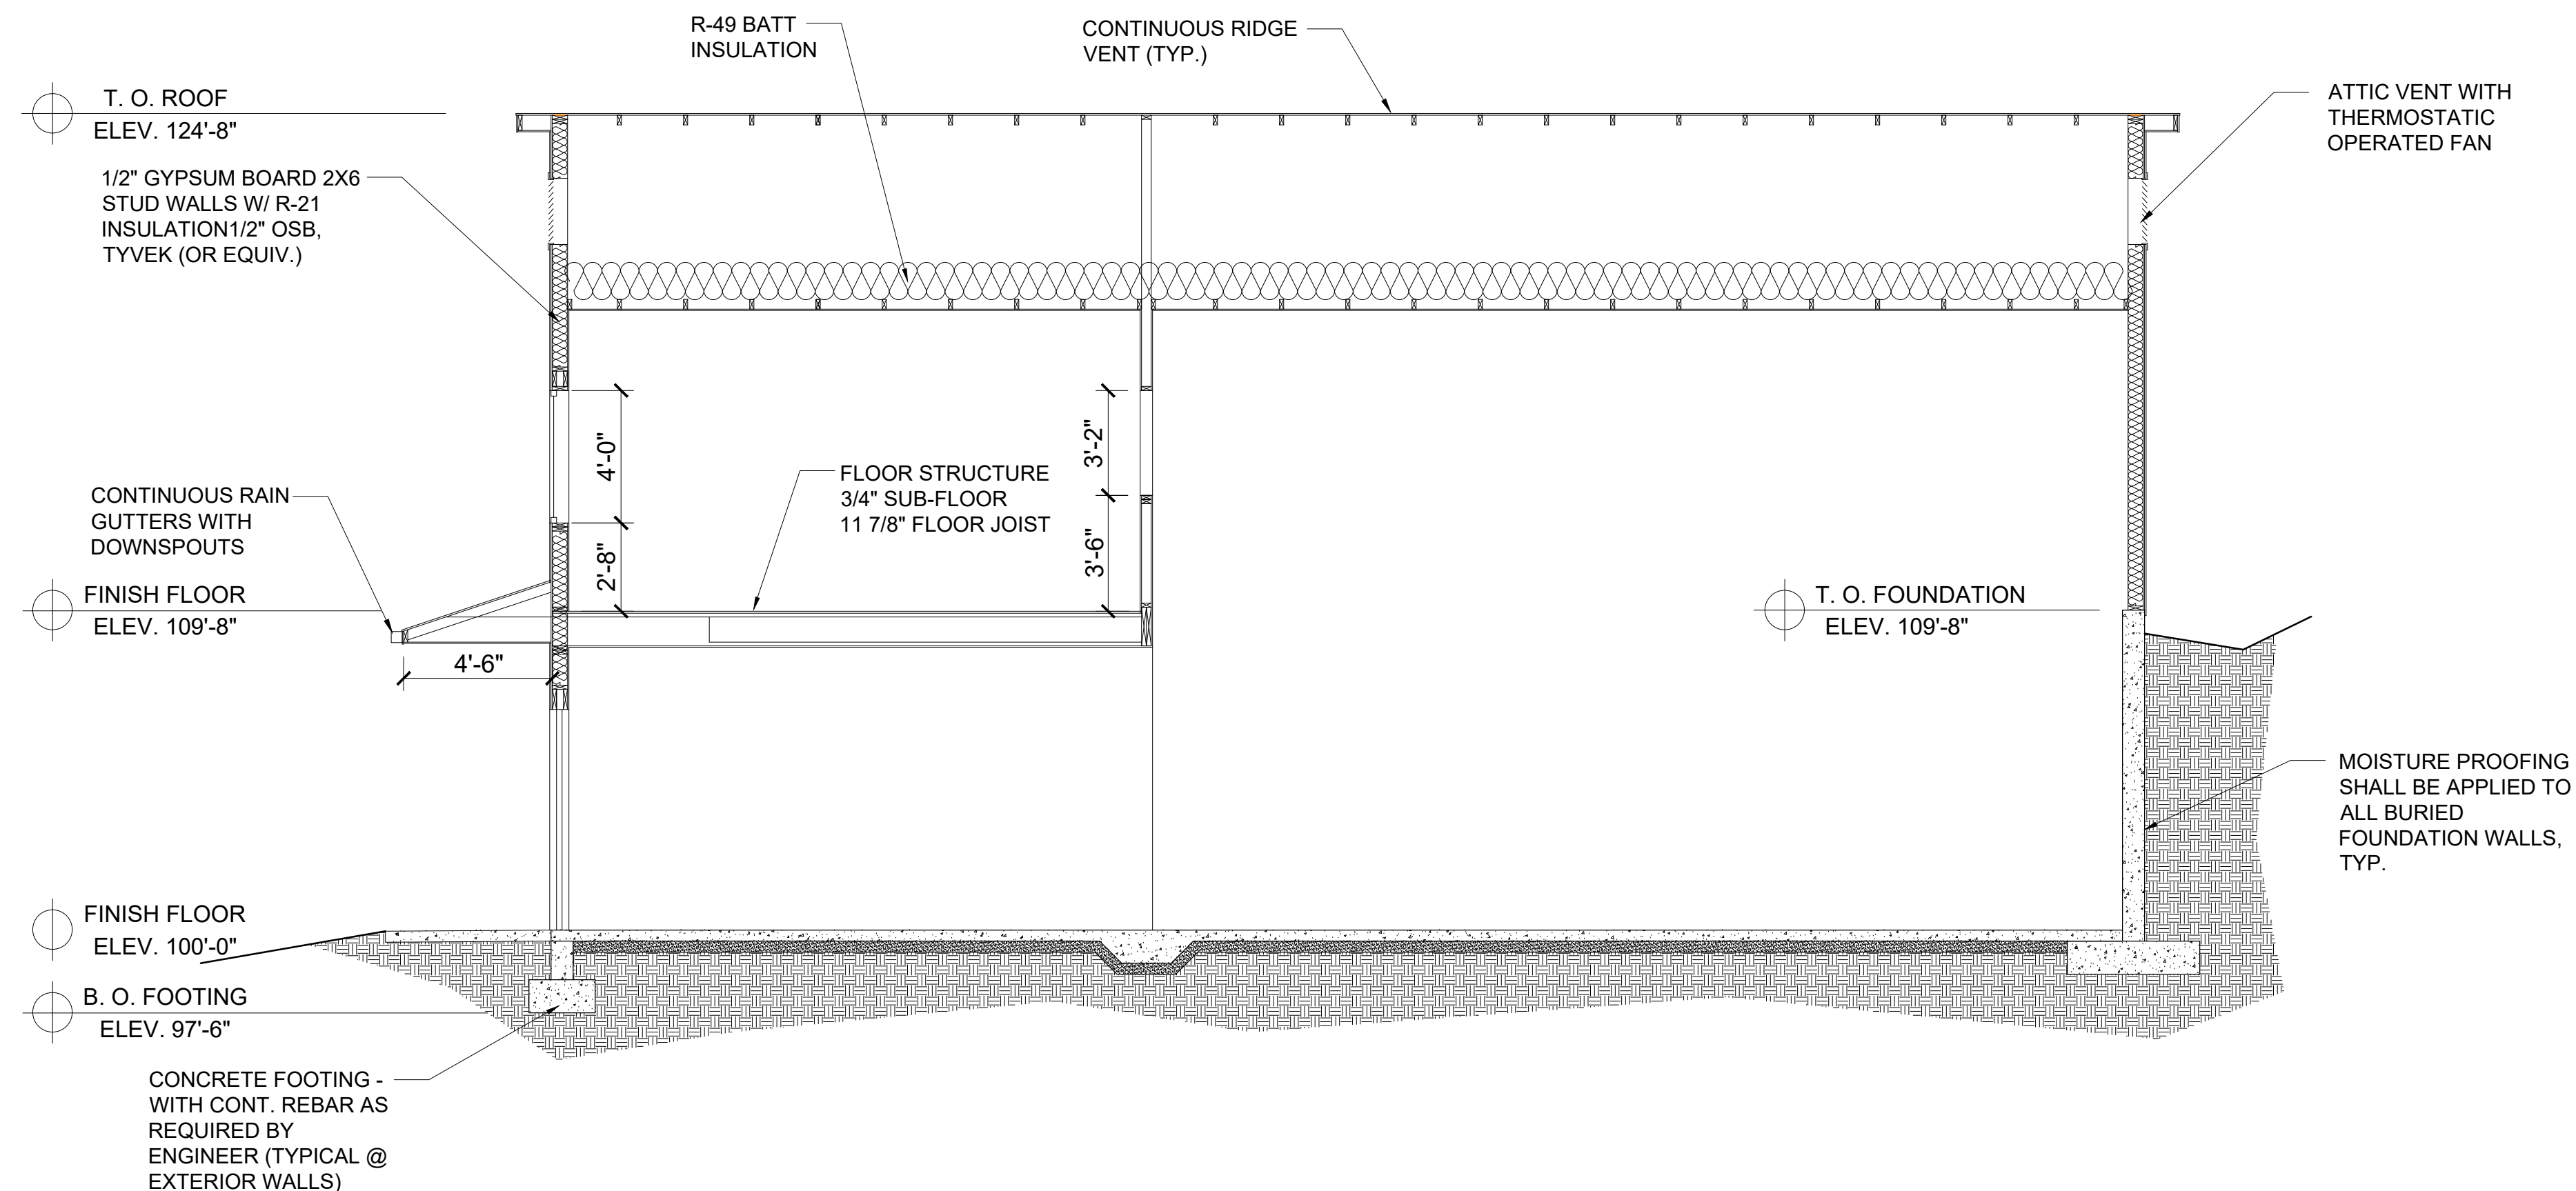 R-49 BATT
INSULATION
CONTINUOUS RIDGE
VENT (TYP.)
T. O. ROOF
ELEV. 124'-8"
ATTIC VENT WITH
THERMOSTATIC
OPERATED FAN
1/2" GYPSUM BOARD 2X6
STUD WALLS W/ R-21
INSULATION1/2" OSB,
TYVEK (OR EQUIV.)
4'-0"
3'-2"
FLOOR STRUCTURE
3/4" SUB-FLOOR
11 7/8" FLOOR JOIST
CONTINUOUS RAIN
GUTTERS WITH
DOWNSPOUTS
2'-8"
3'-6"
FINISH FLOOR
ELEV. 109'-8"
T. O. FOUNDATION
ELEV. 109'-8"
4'-6"
MOISTURE PROOFING
SHALL BE APPLIED TO
ALL BURIED
FOUNDATION WALLS,
TYP.
FINISH FLOOR
ELEV. 100'-0"
B. O. FOOTING
ELEV. 97'-6"
CONCRETE FOOTING -
WITH CONT. REBAR AS
REQUIRED BY
ENGINEER (TYPICAL @
EXTERIOR WALLS)